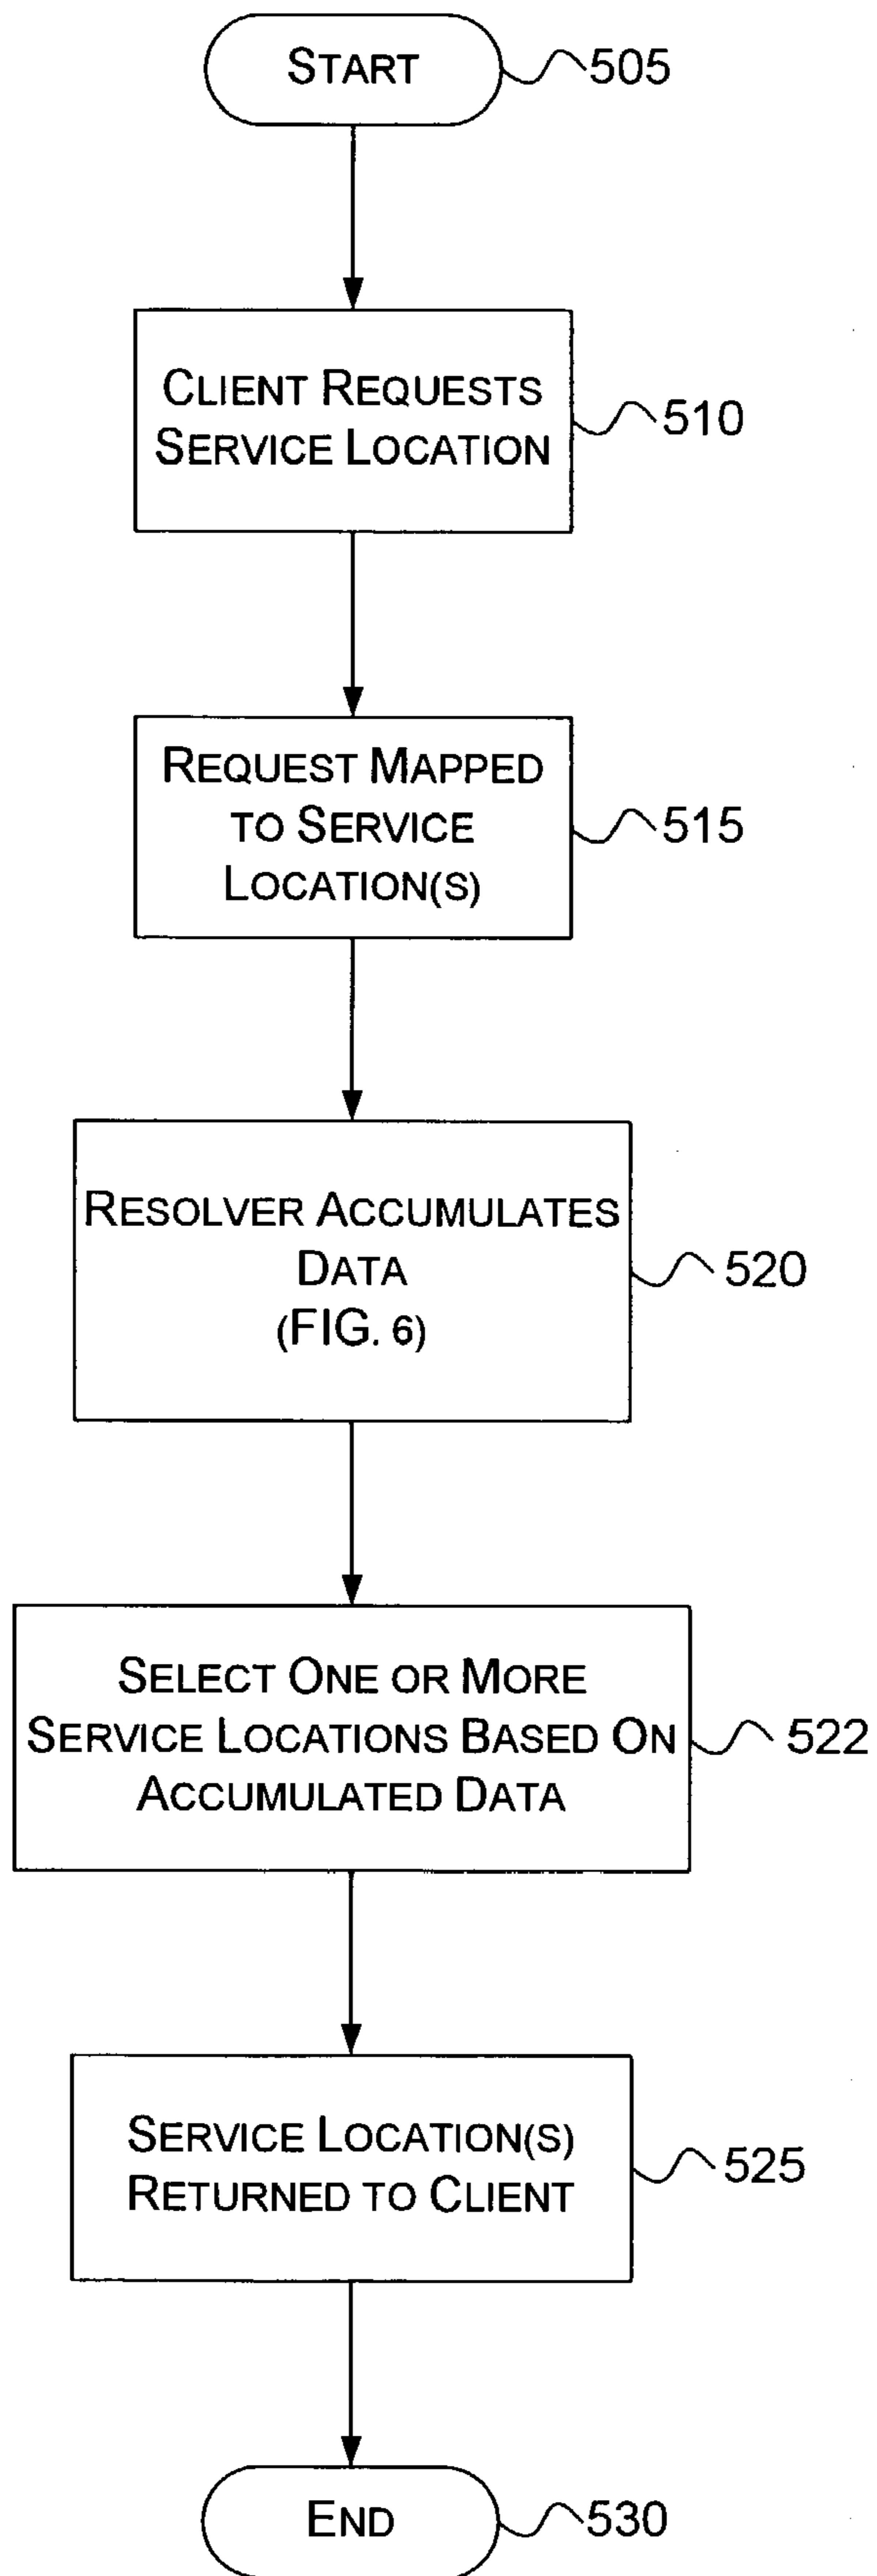 START
505
CLIENT REQUESTS
SERVICE LOCATION
510
REQUEST MAPPED
TO SERVICE
LOCATION(S)
515
RESOLVER ACCUMULATES
DATA
(FIG. 6)
520
SELECT ONE OR MORE
SERVICE LOCATIONS BASED ON
ACCUMULATED DATA
522
SERVICE LOCATION(S)
RETURNED TO CLIENT
525
END
530